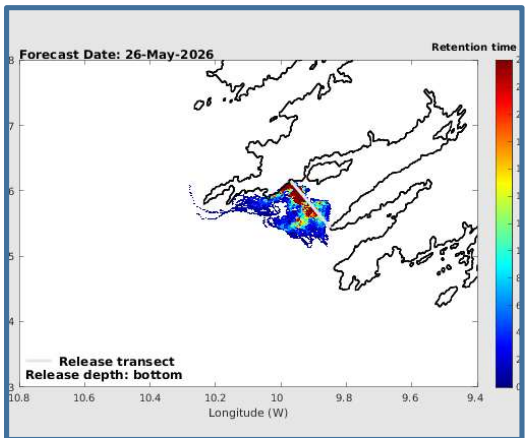 Forecast Date: 26-May-2026
Retention time
8
7
6
5
4
3
Release transect
Release depth: bottom
10.8 10.6 10.4 10.2 10 9.8 9.6 9.4
Longitude (W)